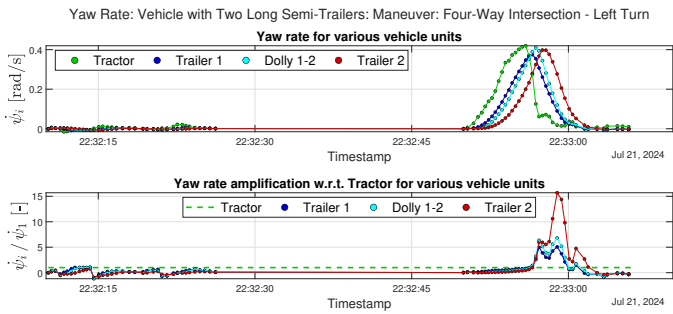 Yaw Rate: Vehicle with Two Long Semi-Trailers: Maneuver: Four-Way Intersection - Left Turn
Yaw rate for various vehicle units
Tractor Trailer 1 Dolly 1-2 Trailer 2
0.4
0.2
0
ψ̇ᵢ [rad/s]
22:32:15 22:32:30 22:32:45 22:33:00
Timestamp
Jul 21, 2024
Yaw rate amplification w.r.t. Tractor for various vehicle units
Tractor Trailer 1 Dolly 1-2 Trailer 2
15
10
5
0
ψ̇ᵢ / ψ̇₁ [-]
22:32:15 22:32:30 22:32:45 22:33:00
Timestamp
Jul 21, 2024